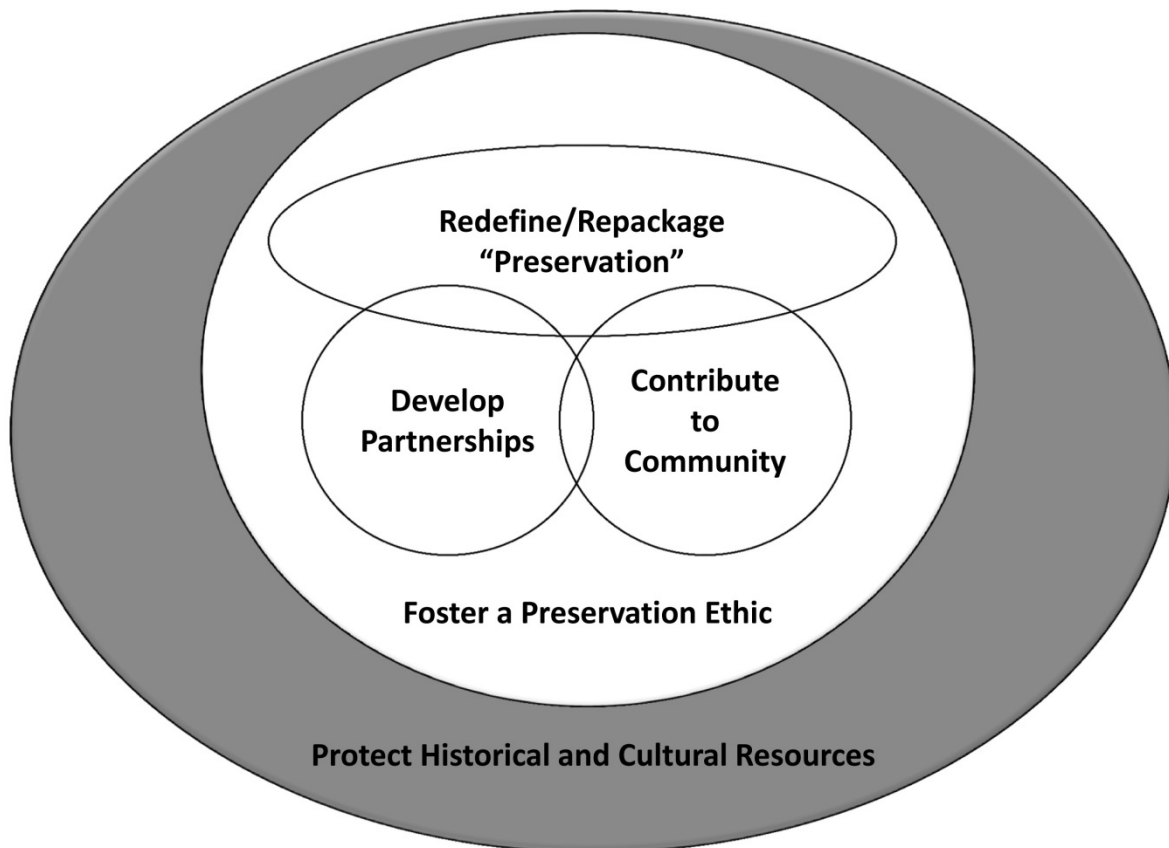 Redefine/Repackage
“Preservation”
Develop
Partnerships
Contribute
to
Community
Foster a Preservation Ethic
Protect Historical and Cultural Resources